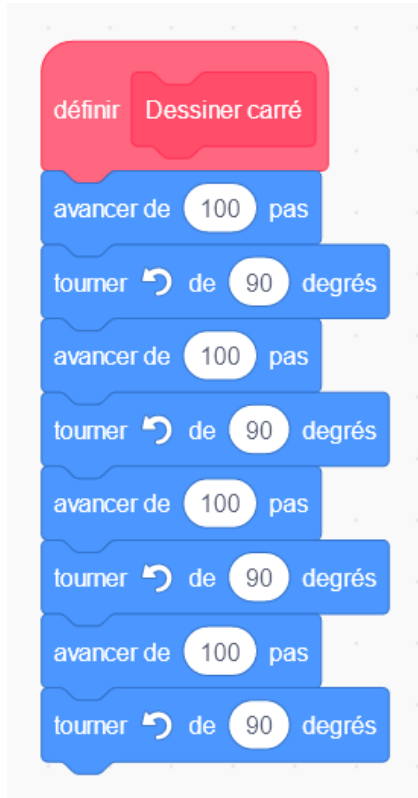 définir Dessiner carré
avancer de 100 pas
tourner de 90 degrés
avancer de 100 pas
tourner de 90 degrés
avancer de 100 pas
tourner de 90 degrés
avancer de 100 pas
tourner de 90 degrés